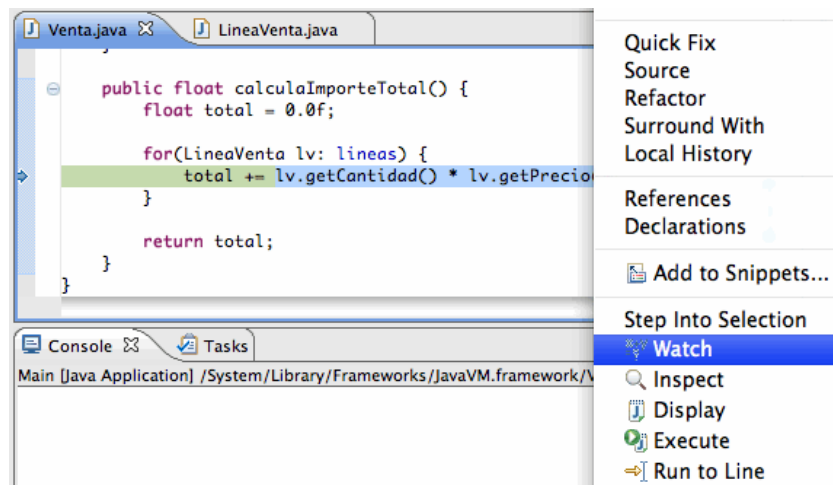 Venta.java
LineaVenta.java
}
public float calculaImporteTotal() {
float total = 0.0f;
for(LineaVenta lv: lineas) {
total += lv.getCantidad() * lv.getPrecio
}
return total;
}
}
Console
Tasks
Main [Java Application] /System/Library/Frameworks/JavaVM.framework/V
Quick Fix
Source
Refactor
Surround With
Local History
References
Declarations
Add to Snippets...
Step Into Selection
Watch
Inspect
Display
Execute
Run to Line